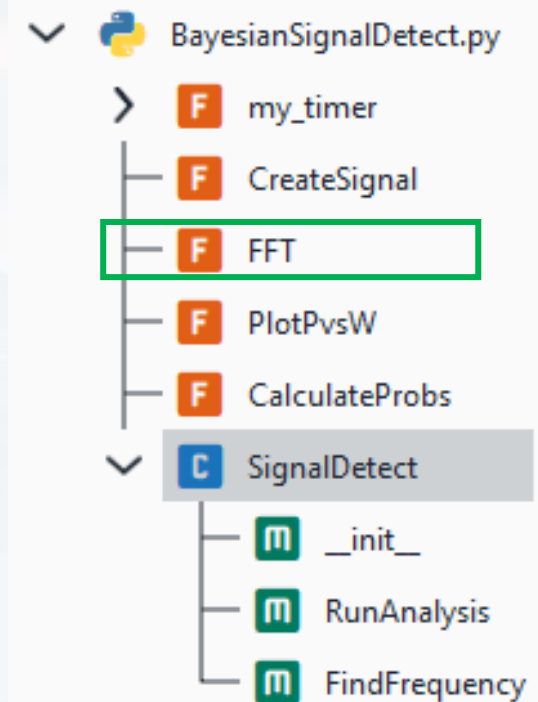 BayesianSignalDetect.py
F my_timer
F CreateSignal
F FFT
F PlotPvsW
F CalculateProbs
C SignalDetect
m __init__
m RunAnalysis
m FindFrequency